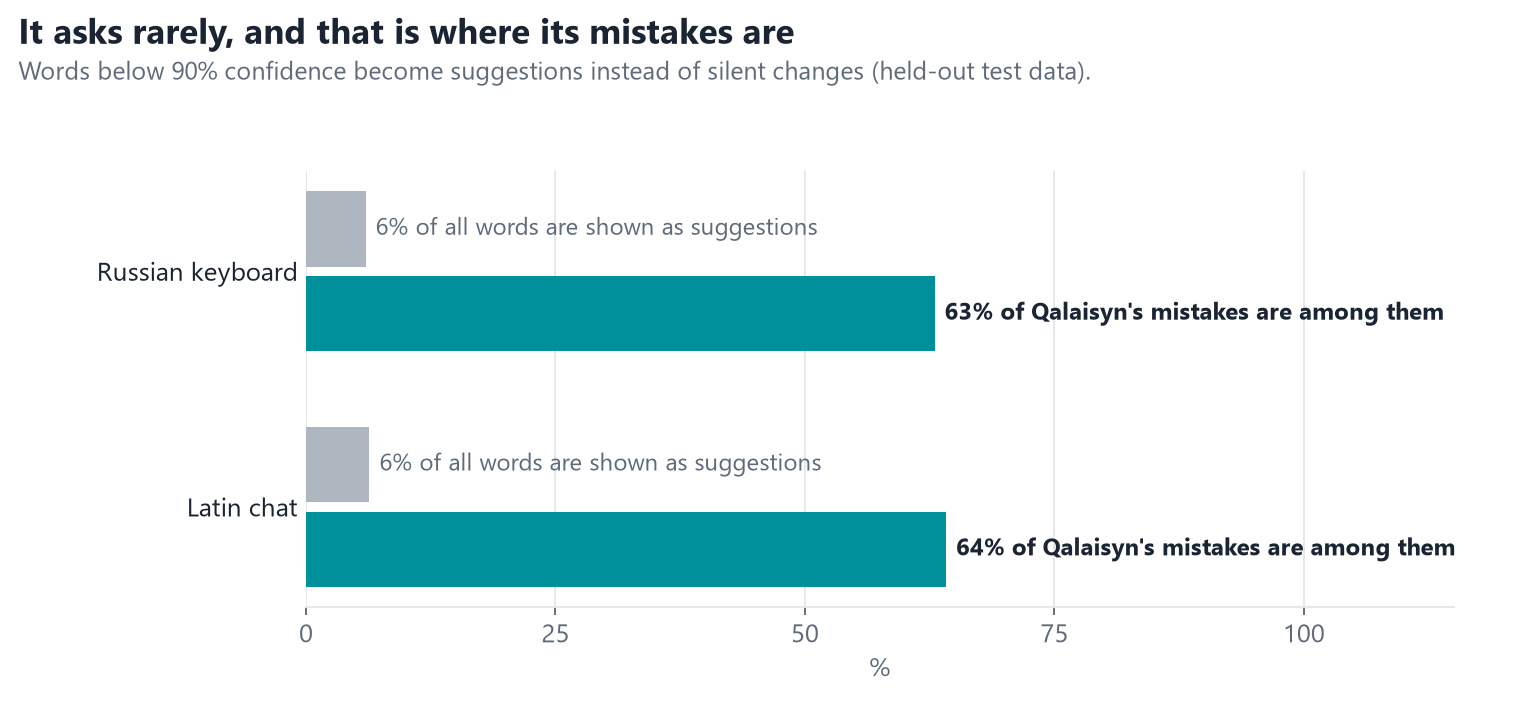 It asks rarely, and that is where its mistakes are
Words below 90% confidence become suggestions instead of silent changes (held-out test data).
6% of all words are shown as suggestions
Russian keyboard
63% of Qalaisyn's mistakes are among them
6% of all words are shown as suggestions
Latin chat
64% of Qalaisyn's mistakes are among them
0 25 50 75 100
%